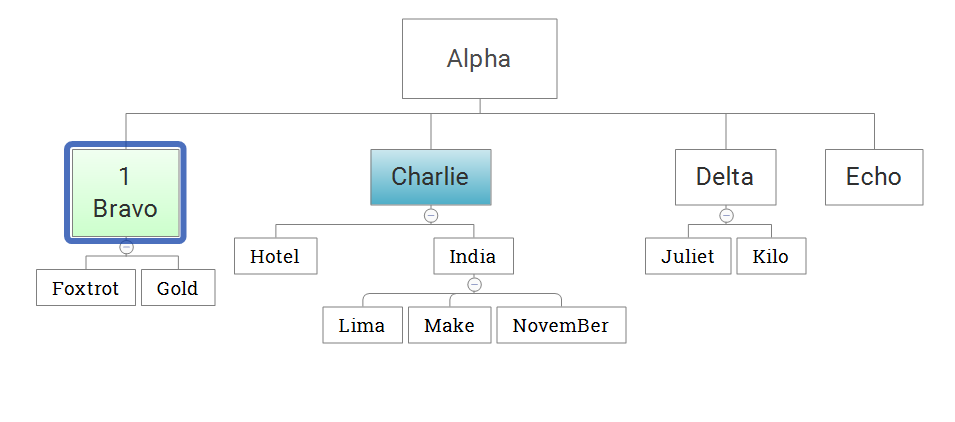 Alpha
1
Bravo
Charlie
Delta
Echo
Hotel
India
Juliet
Kilo
Foxtrot
Gold
Lima
Make
NovemBer